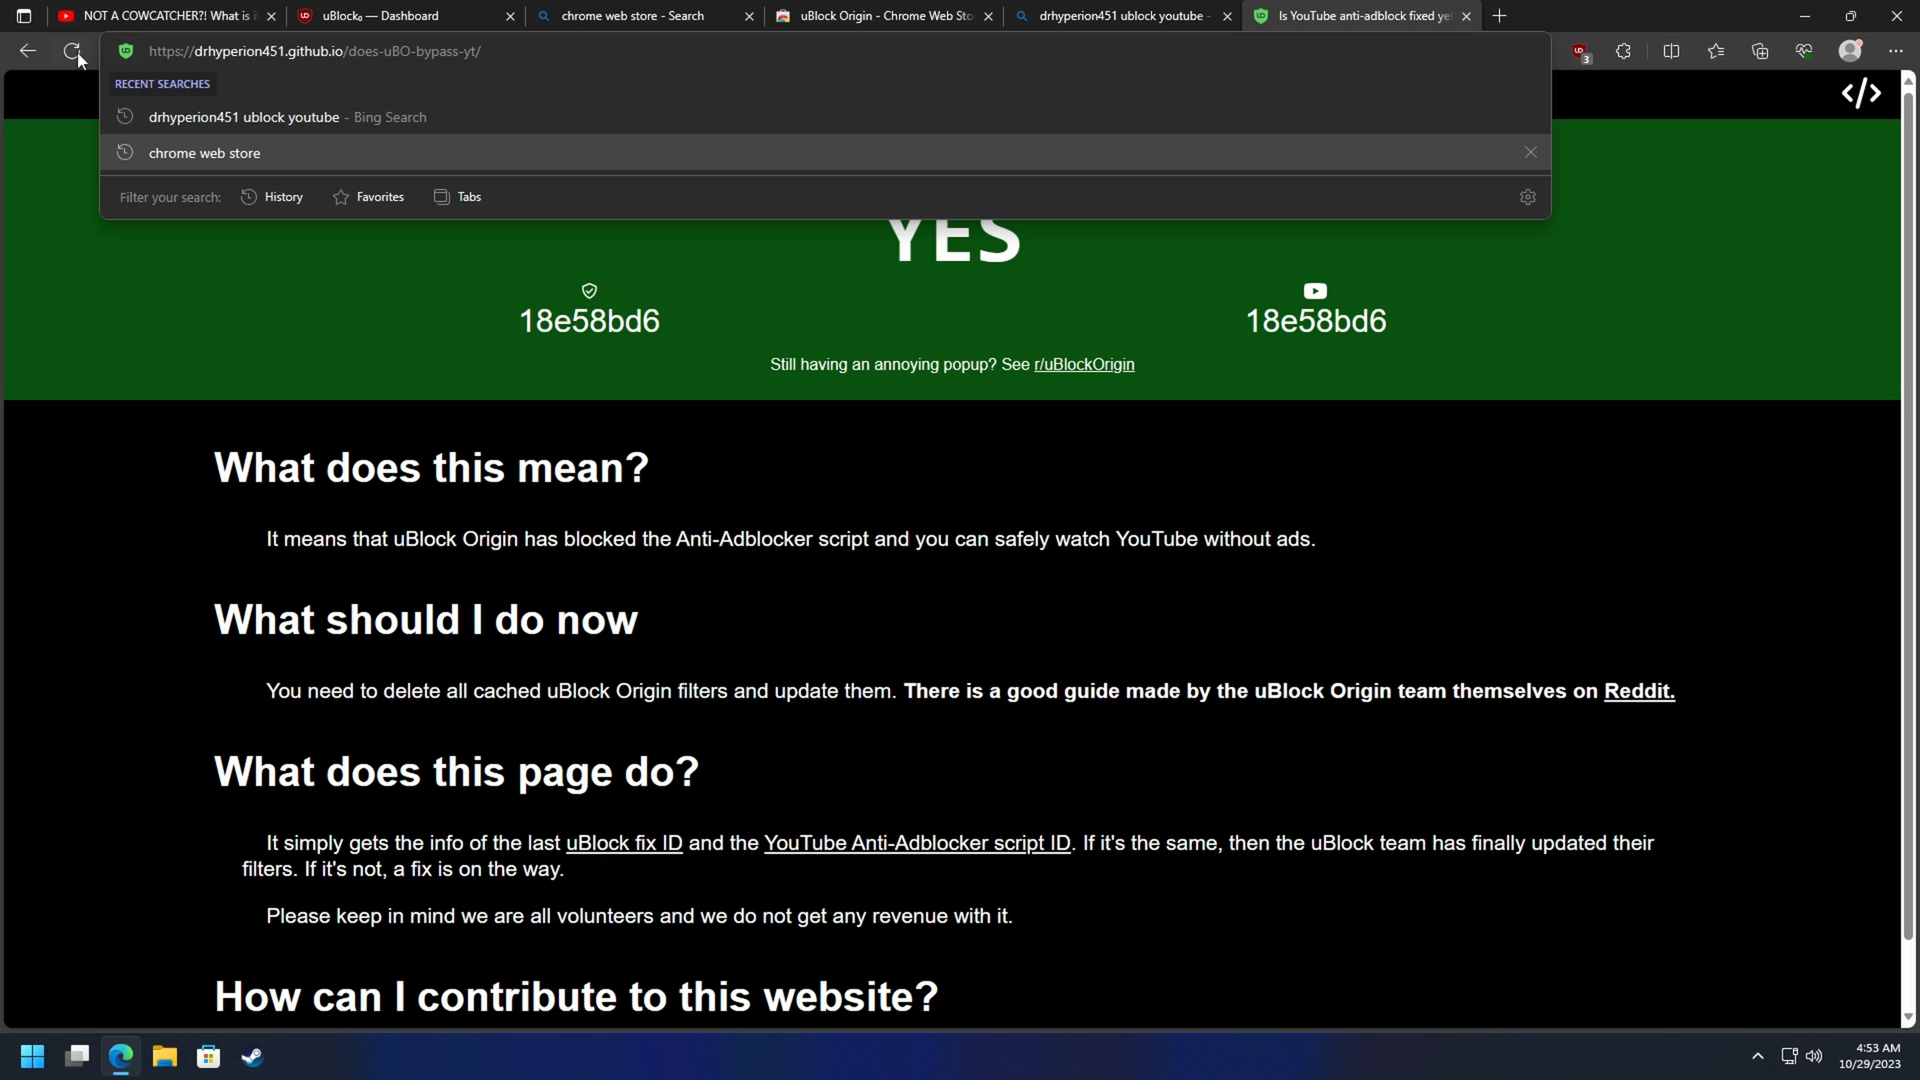 NOT A COWCATCHER?! What is i
uBlock₀ — Dashboard
chrome web store - Search
uBlock Origin - Chrome Web Sto
drhyperion451 ublock youtube -
Is YouTube anti-adblock fixed ye
https://drhyperion451.github.io/does-uBO-bypass-yt/
3
RECENT SEARCHES
drhyperion451 ublock youtube - Bing Search
chrome web store
Filter your search: History Favorites Tabs
</>
YES
18e58bd6 18e58bd6
Still having an annoying popup? See r/uBlockOrigin
What does this mean?
It means that uBlock Origin has blocked the Anti-Adblocker script and you can safely watch YouTube without ads.
What should I do now
You need to delete all cached uBlock Origin filters and update them. There is a good guide made by the uBlock Origin team themselves on Reddit.
What does this page do?
It simply gets the info of the last uBlock fix ID and the YouTube Anti-Adblocker script ID. If it's the same, then the uBlock team has finally updated their
filters. If it's not, a fix is on the way.
Please keep in mind we are all volunteers and we do not get any revenue with it.
How can I contribute to this website?
4:53 AM
10/29/2023